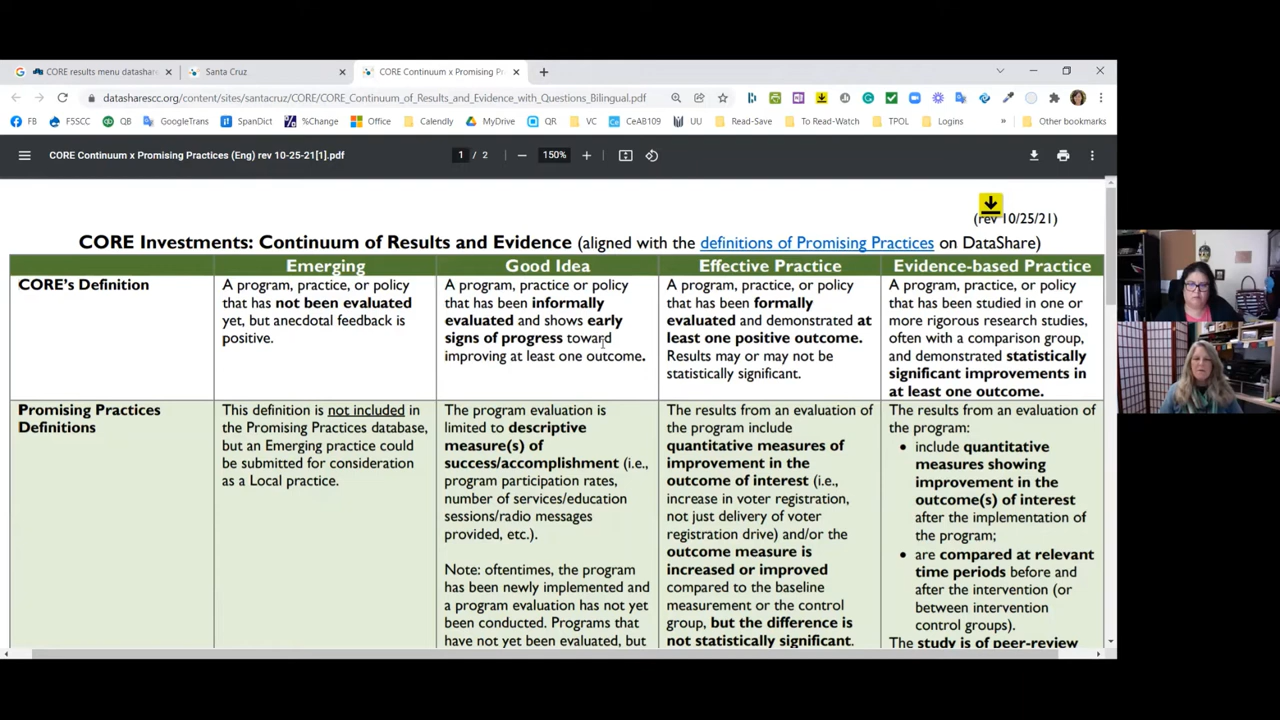 CORE results menu datashar
Santa Cruz
CORE Continuum x Promising Pr
datasharescc.org/content/sites/santacruz/CORE/CORE_Continuum_of_Results_and_Evidence_with_Questions_Bilingual.pdf
FB F5SCC QB GoogleTrans SpanDict %Change Office Calendly MyDrive QR VC CeAB109 UU Read-Save To Read-Watch TPOL Logins » Other bookmarks
CORE Continuum x Promising Practices (Eng) rev 10-25-21[1].pdf
1 / 2
150%
(rev 10/25/21)
CORE Investments: Continuum of Results and Evidence (aligned with the definitions of Promising Practices on DataShare)
Emerging
Good Idea
Effective Practice
Evidence-based Practice
CORE's Definition
A program, practice, or policy
that has not been evaluated
yet, but anecdotal feedback is
positive.
A program, practice or policy
that has been informally
evaluated and shows early
signs of progress toward
improving at least one outcome.
A program, practice, or policy
that has been formally
evaluated and demonstrated at
least one positive outcome.
Results may or may not be
statistically significant.
A program, practice, or policy
that has been studied in one or
more rigorous research studies,
often with a comparison group,
and demonstrated statistically
significant improvements in
at least one outcome.
Promising Practices
Definitions
This definition is not included in
the Promising Practices database,
but an Emerging practice could
be submitted for consideration
as a Local practice.
The program evaluation is
limited to descriptive
measure(s) of
success/accomplishment (i.e.,
program participation rates,
number of services/education
sessions/radio messages
provided, etc.).
Note: oftentimes, the program
has been newly implemented and
a program evaluation has not yet
been conducted. Programs that
have not yet been evaluated, but
The results from an evaluation of
the program include
quantitative measures of
improvement in the
outcome of interest (i.e.,
increase in voter registration,
not just delivery of voter
registration drive) and/or the
outcome measure is
increased or improved
compared to the baseline
measurement or the control
group, but the difference is
not statistically significant.
The results from an evaluation of
the program:
• include quantitative
measures showing
improvement in the
outcome(s) of interest
after the implementation of
the program;
• are compared at relevant
time periods before and
after the intervention (or
between intervention
control groups).
The study is of peer-review